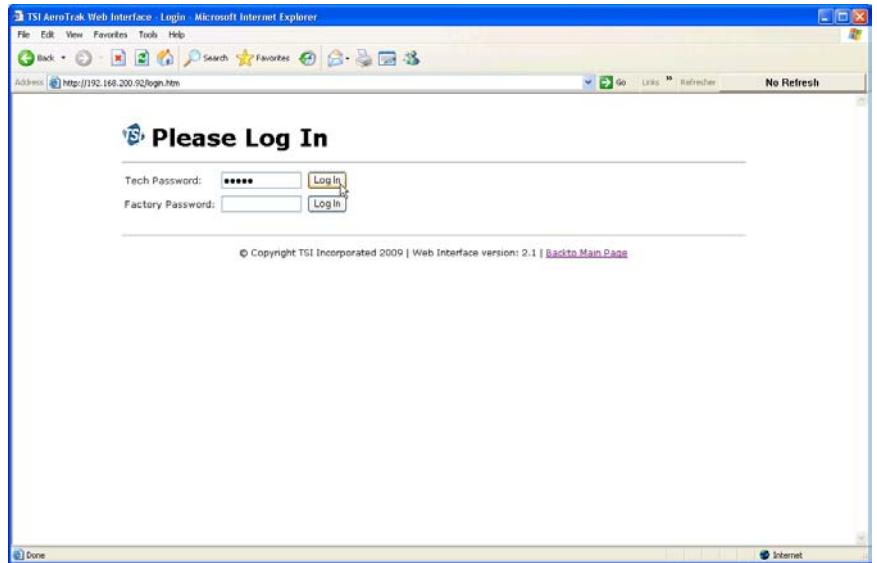 TSI AeroTrak Web Interface - Login - Microsoft Internet Explorer
File Edit View Favorites Tools Help
Back Search Favorites
Address http://192.168.200.92/login.htm Go Links » Refresher No Refresh
TSI Please Log In
Tech Password: ••••• Log In
Factory Password: Log In
© Copyright TSI Incorporated 2009 | Web Interface version: 2.1 | Backto Main Page
Done Internet